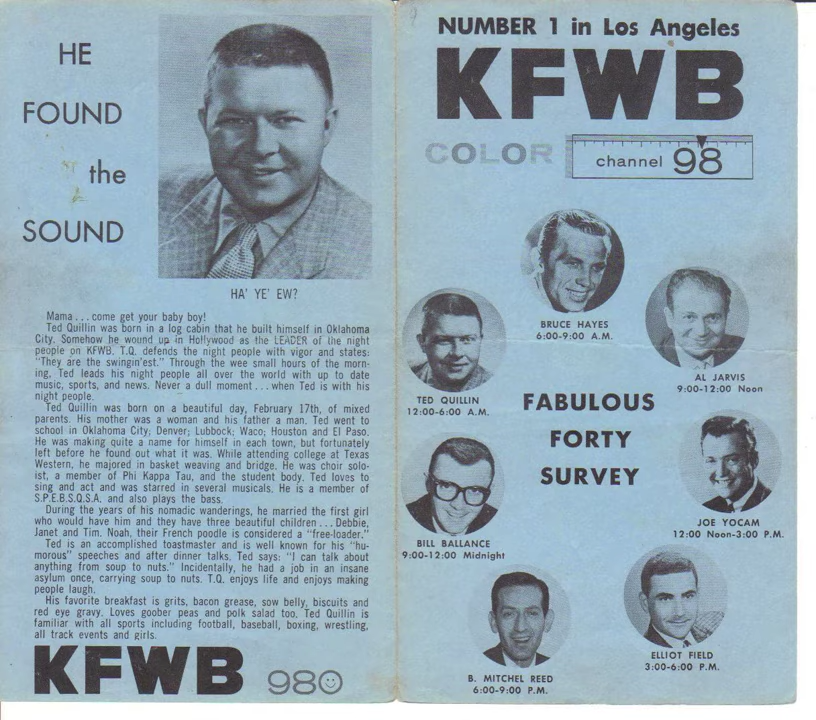 HE
FOUND
the
SOUND
HA' YE' EW?
Mama . . . come get your baby boy!
Ted Quillin was born in a log cabin that he built himself in Oklahoma
City. Somehow he wound up in Hollywood as the LEADER of the night
people on KFWB. T.Q. defends the night people with vigor and states:
"They are the swingin'est." Through the wee small hours of the morn-
ing, Ted leads his night people all over the world with up to date
music, sports, and news. Never a dull moment . . . when Ted is with his
night people.
Ted Quillin was born on a beautiful day, February 17th, of mixed
parents. His mother was a woman and his father a man. Ted went to
school in Oklahoma City; Denver; Lubbock; Waco; Houston and El Paso.
He was making quite a name for himself in each town, but fortunately
left before he found out what it was. While attending college at Texas
Western, he majored in basket weaving and bridge. He was choir solo-
ist, a member of Phi Kappa Tau, and the student body. Ted loves to
sing and act and was starred in several musicals. He is a member of
S.P.E.B.S.Q.S.A. and also plays the bass.
During the years of his nomadic wanderings, he married the first girl
who would have him and they have three beautiful children . . . Debbie,
Janet and Tim. Noah, their French poodle is considered a "free-loader."
Ted is an accomplished toastmaster and is well known for his "hu-
morous" speeches and after dinner talks. Ted says: "I can talk about
anything from soup to nuts." Incidentally, he had a job in an insane
asylum once, carrying soup to nuts. T.Q. enjoys life and enjoys making
people laugh.
His favorite breakfast is grits, bacon grease, sow belly, biscuits and
red eye gravy. Loves goober peas and polk salad too, Ted Quillin is
familiar with all sports including football, baseball, boxing, wrestling,
all track events and girls.
KFWB 980
NUMBER 1 in Los Angeles
KFWB
COLOR channel 98
BRUCE HAYES
6:00-9:00 A.M.
AL JARVIS
9:00-12:00 Noon
TED QUILLIN
12:00-6:00 A.M.
FABULOUS
FORTY
SURVEY
JOE YOCAM
12:00 Noon-3:00 P.M.
BILL BALLANCE
9:00-12:00 Midnight
ELLIOT FIELD
3:00-6:00 P.M.
B. MITCHEL REED
6:00-9:00 P.M.